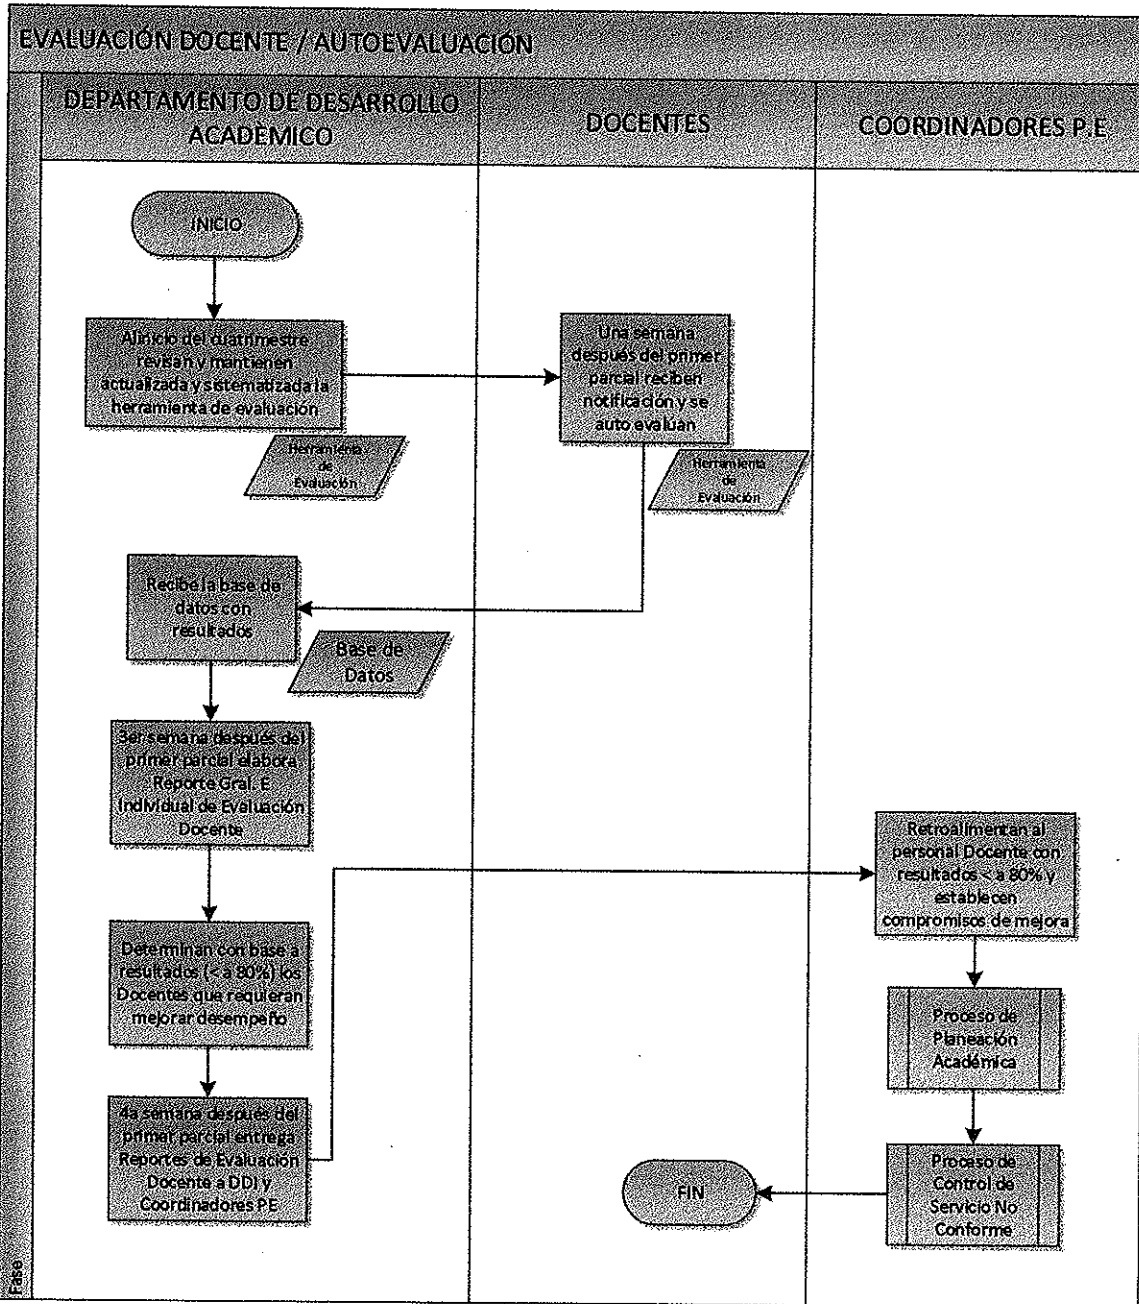 EVALUACIÓN DOCENTE / AUTOEVALUACIÓN
DEPARTAMENTO DE DESARROLLO
ACADÈMICO
DOCENTES
COORDINADORES P.E
INICIO
Al inicio del cuatrimestre
revisan y mantienen
actualizada y sistematizada la
herramienta de evaluación
Herramienta
de
Evaluación
Una semana
después del primer
parcial reciben
notificación y se
auto evalúan
Herramienta
de
Evaluación
Recibe la base de
datos con
resultados
Base de
Datos
3er semana después del
primer parcial elabora
Reporte Gral. E
Individual de Evaluación
Docente
Determinan con base a
resultados (< a 80%) los
Docentes que requieran
mejorar desempeño
4a semana después del
primer parcial entrega
Reportes de Evaluación
Docente a DDI y
Coordinadores PE
Retroalimentan al
personal Docente con
resultados < a 80% y
establecen
compromisos de mejora
Proceso de
Planeación
Académica
Proceso de
Control de
Servicio No
Conforme
FIN
Fase